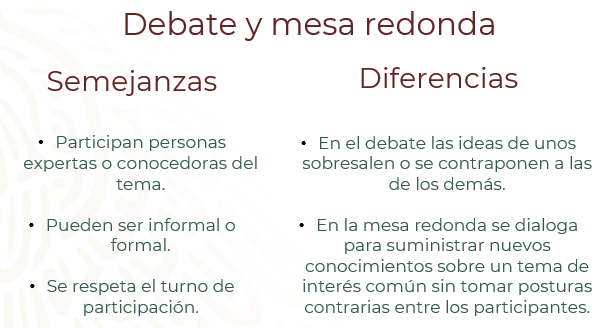 Debate y mesa redonda
Semejanzas
• Participan personas
expertas o conocedoras del
tema.
• Pueden ser informal o
formal.
• Se respeta el turno de
participación.
Diferencias
• En el debate las ideas de unos
sobresalen o se contraponen a las
de los demás.
• En la mesa redonda se dialoga
para suministrar nuevos
conocimientos sobre un tema de
interés común sin tomar posturas
contrarias entre los participantes.